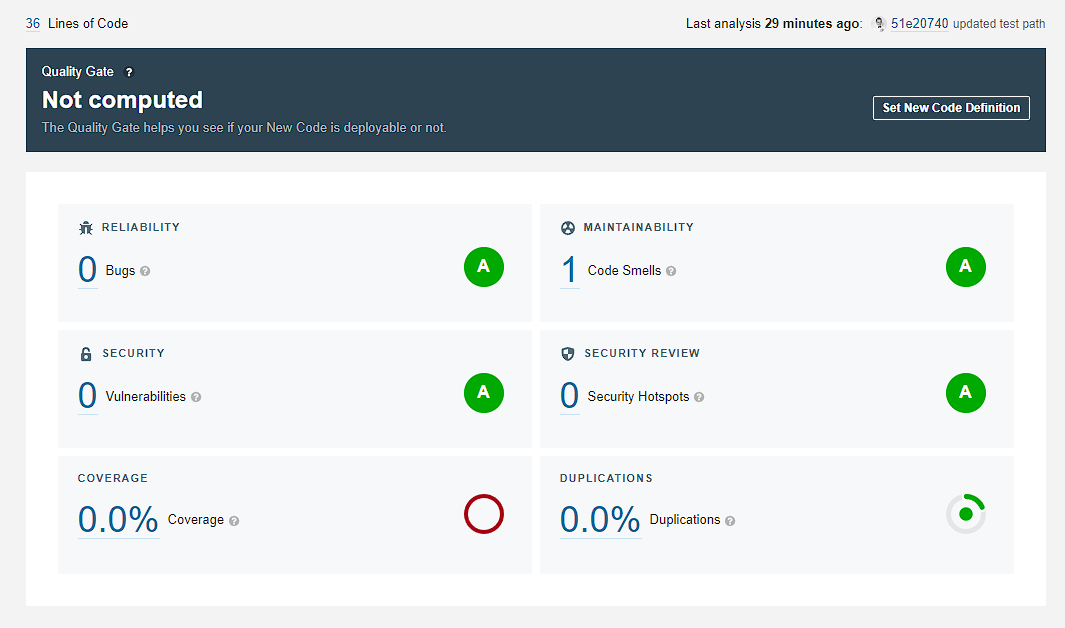 36 Lines of Code
Last analysis 29 minutes ago: 51e20740 updated test path
Quality Gate ?
Not computed
The Quality Gate helps you see if your New Code is deployable or not.
Set New Code Definition
RELIABILITY
0 Bugs ?
A
MAINTAINABILITY
1 Code Smells ?
A
SECURITY
0 Vulnerabilities ?
A
SECURITY REVIEW
0 Security Hotspots ?
A
COVERAGE
0.0% Coverage ?
DUPLICATIONS
0.0% Duplications ?